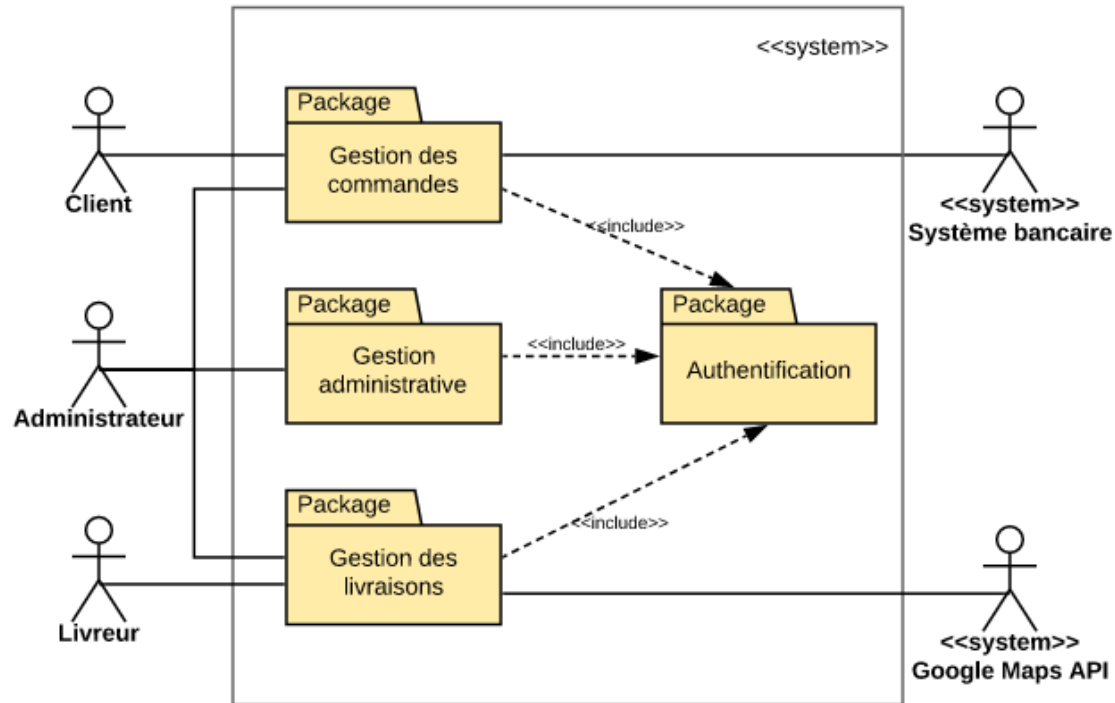 <<system>>
Package
Gestion des
commandes
Client
<<system>>
Système bancaire
<<include>>
Package
Gestion
administrative
<<include>>
Package
Authentification
Administrateur
Package
Gestion des
livraisons
<<include>>
Livreur
<<system>>
Google Maps API